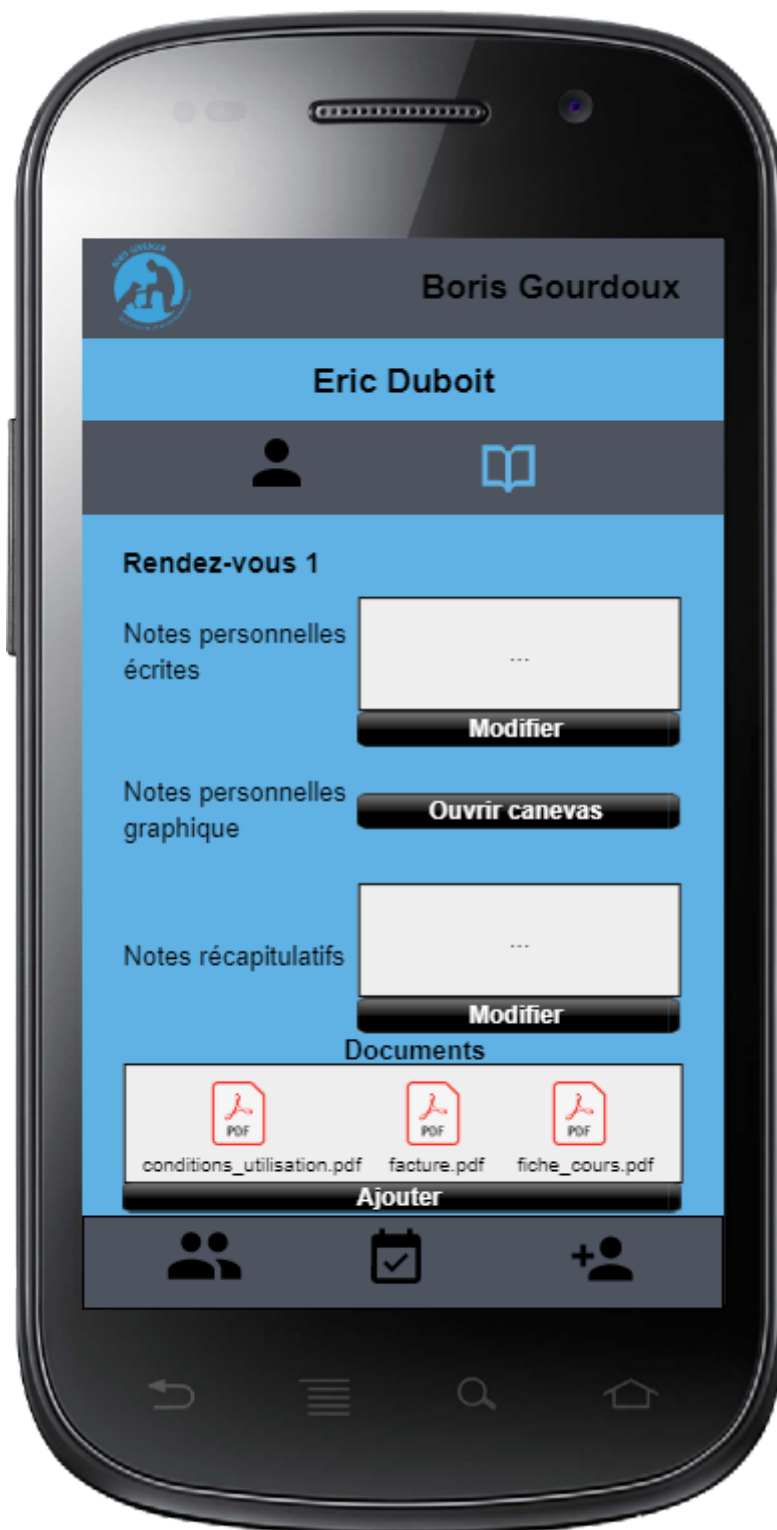 Boris Gourdoux
Eric Duboit
Rendez-vous 1
Notes personnelles
écrites
...
Modifier
Notes personnelles
graphique
Ouvrir canevas
Notes récapitulatifs
...
Modifier
Documents
PDF PDF PDF
conditions_utilisation.pdf facture.pdf fiche_cours.pdf
Ajouter